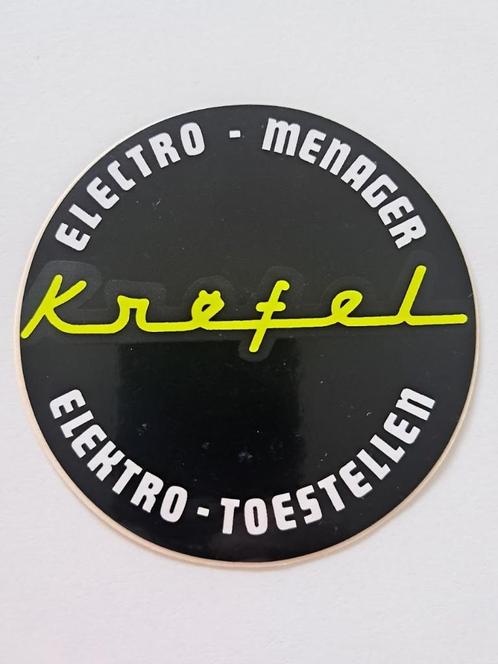 ELECTRO - MENAGER
Krëfel
ELEKTRO - TOESTELLEN